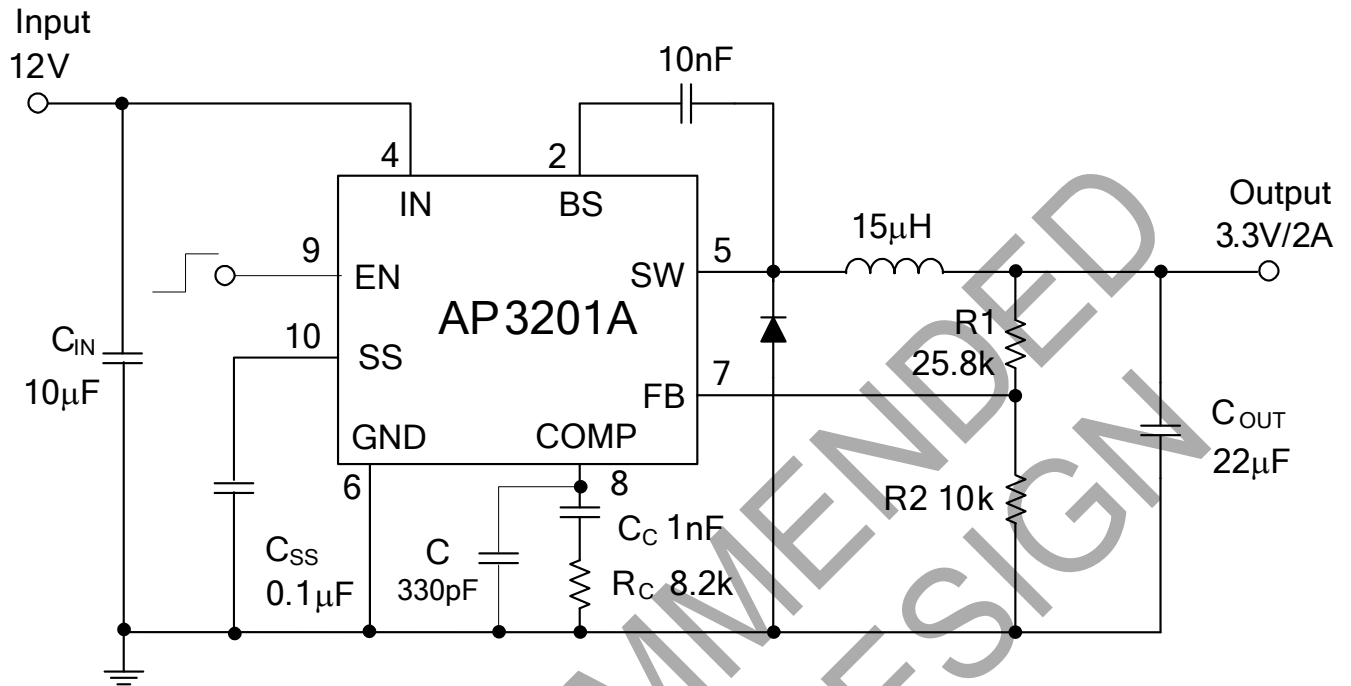 Input
12V
10nF
4
2
IN
BS
Output
3.3V/2A
15μH
9
EN
5
SW
AP3201A
10
SS
CIN
10μF
R1
25.8k
7
FB
GND
COMP
COUT
22μF
6
8
R2 10k
CC 1nF
CSS
0.1μF
C
330pF
RC 8.2k
MMENDED
ESIGN